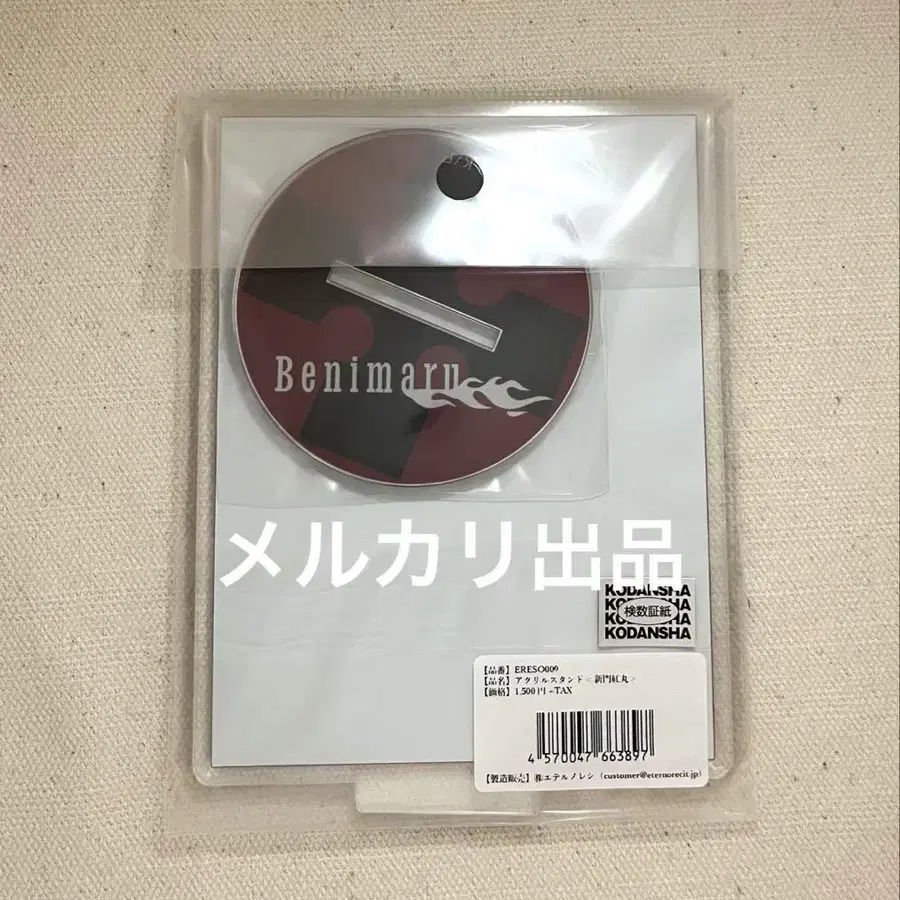 Benimaru
メルカリ出品
KODANSHA
KODANSHA
検数証紙
KODANSHA
KODANSHA
【品番】ERESO009
【品名】アクリルスタンド<新門紅丸>
【価格】1,500円+TAX
4 570047 663897
【製造販売】㈱エテルノレシ (customer@eternorecit.jp)